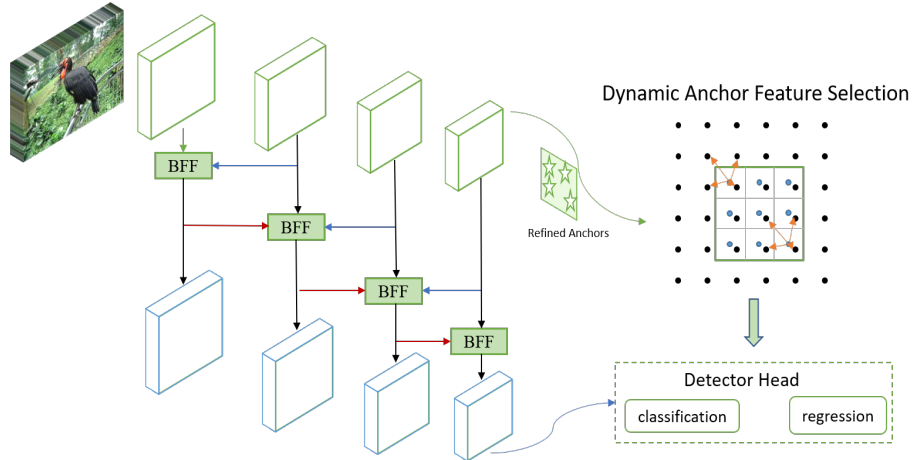 Dynamic Anchor Feature Selection
BFF
BFF
BFF
BFF
Refined Anchors
Detector Head
classification
regression